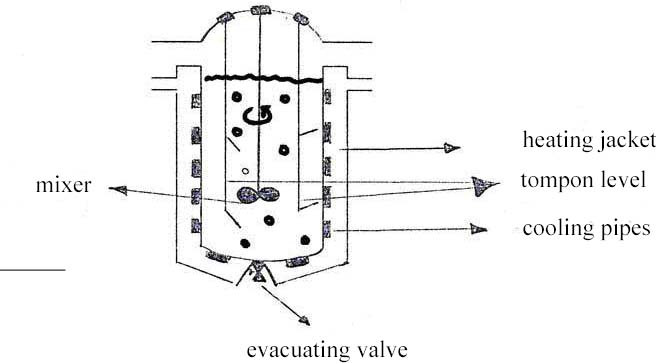 heating jacket
mixer
tompon level
cooling pipes
evacuating valve